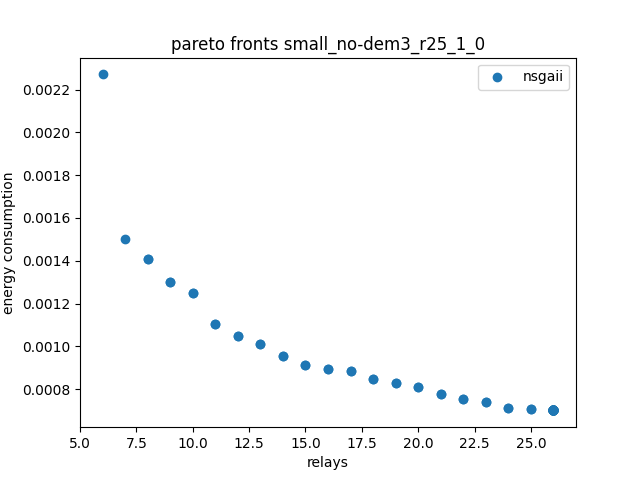 pareto fronts small_no-dem3_r25_1_0
nsgaii
0.0022
0.0020
0.0018
0.0016
0.0014
0.0012
0.0010
0.0008
energy consumption
5.0 7.5 10.0 12.5 15.0 17.5 20.0 22.5 25.0
relays